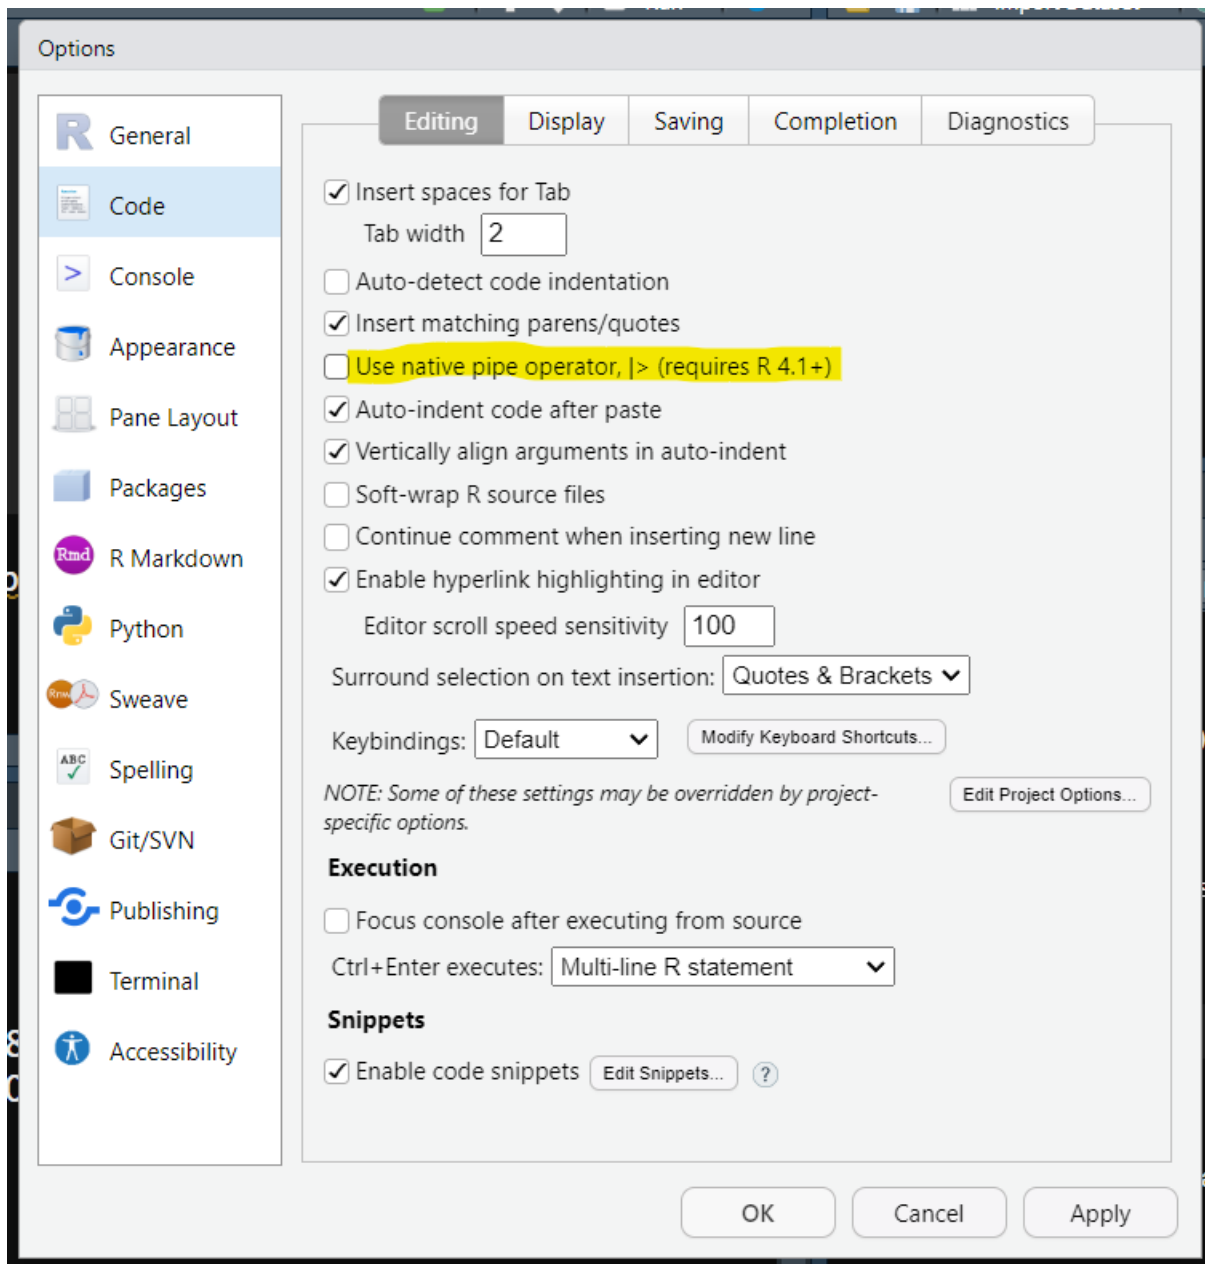 Options
General
Code
Console
Appearance
Pane Layout
Packages
Rmd R Markdown
Python
Rnw Sweave
ABC Spelling
Git/SVN
Publishing
Terminal
Accessibility
Editing Display Saving Completion Diagnostics
Insert spaces for Tab
Tab width 2
Auto-detect code indentation
Insert matching parens/quotes
Use native pipe operator, |> (requires R 4.1+)
Auto-indent code after paste
Vertically align arguments in auto-indent
Soft-wrap R source files
Continue comment when inserting new line
Enable hyperlink highlighting in editor
Editor scroll speed sensitivity 100
Surround selection on text insertion: Quotes & Brackets
Keybindings: Default Modify Keyboard Shortcuts...
NOTE: Some of these settings may be overridden by project-
specific options.
Edit Project Options...
Execution
Focus console after executing from source
Ctrl+Enter executes: Multi-line R statement
Snippets
Enable code snippets Edit Snippets... ?
OK Cancel Apply